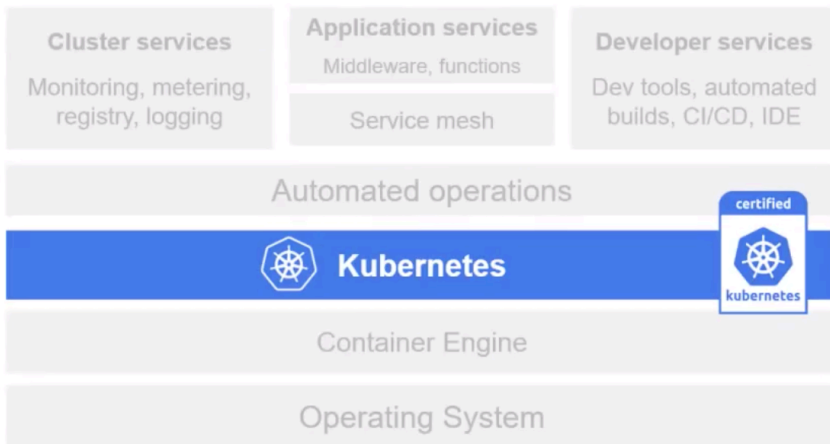 Cluster services
Monitoring, metering,
registry, logging
Application services
Middleware, functions
Service mesh
Developer services
Dev tools, automated
builds, CI/CD, IDE
Automated operations
certified
kubernetes
Kubernetes
Container Engine
Operating System